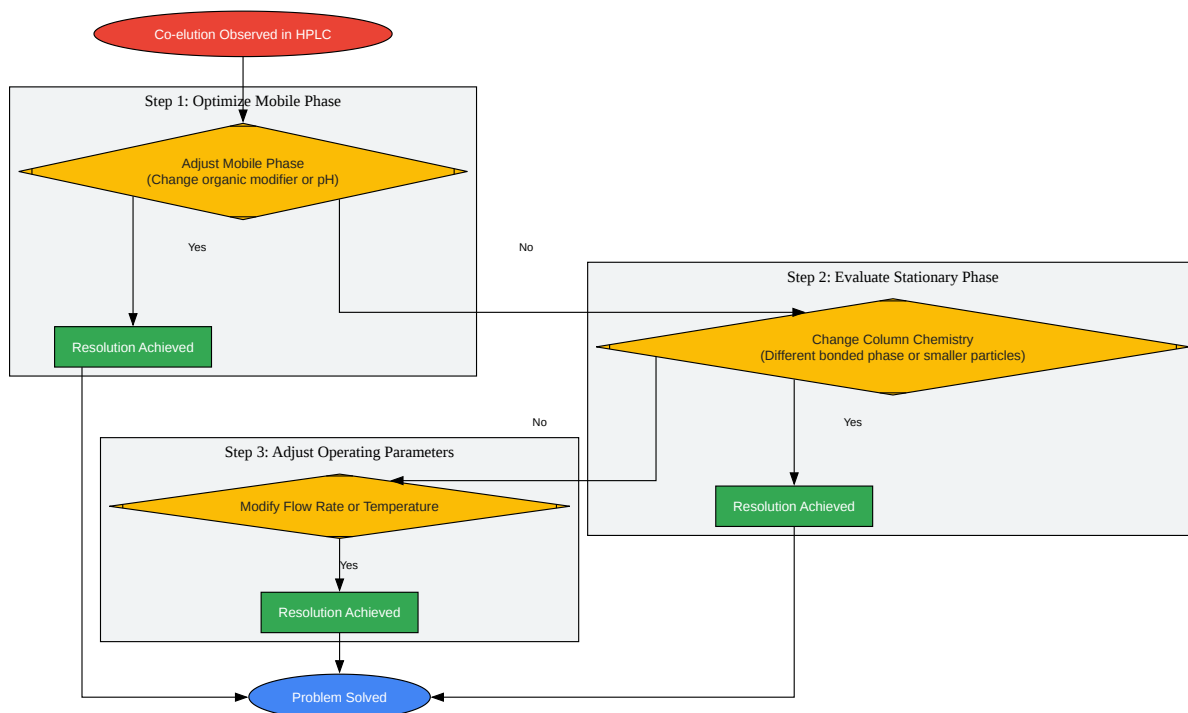 Co-elution Observed in HPLC
Step 1: Optimize Mobile Phase
Adjust Mobile Phase
(Change organic modifier or pH)
Yes
No
Resolution Achieved
Step 2: Evaluate Stationary Phase
Change Column Chemistry
(Different bonded phase or smaller particles)
No
Yes
Resolution Achieved
Step 3: Adjust Operating Parameters
Modify Flow Rate or Temperature
Yes
Resolution Achieved
Problem Solved